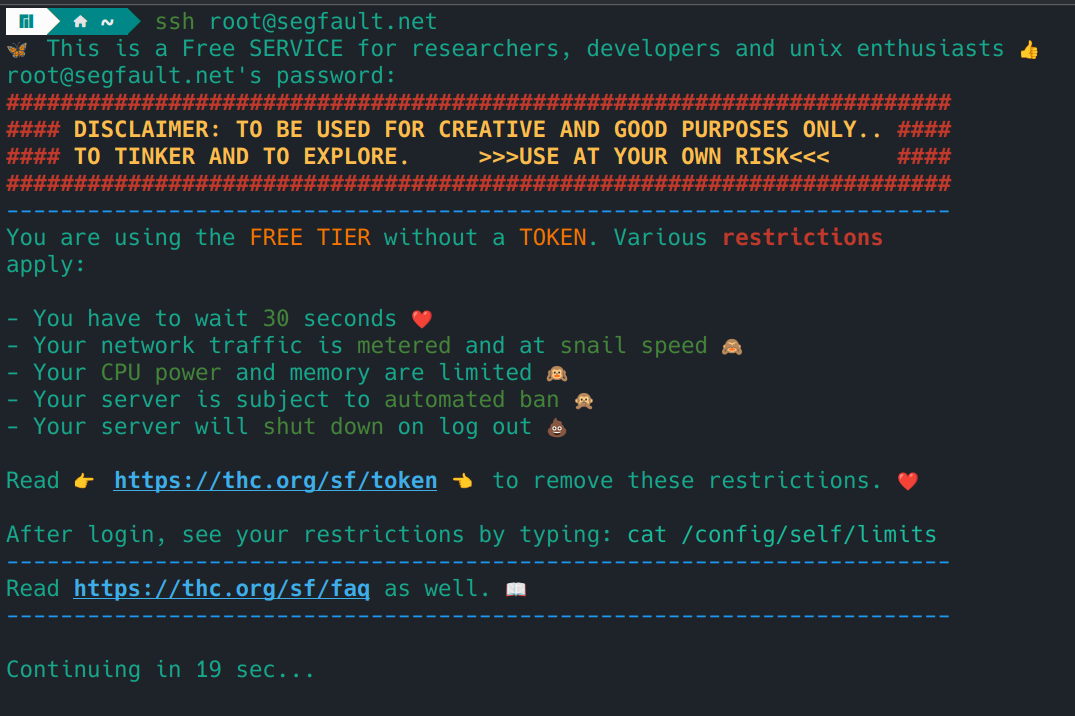 ~ ssh root@segfault.net
🦋 This is a Free SERVICE for researchers, developers and unix enthusiasts 👍
root@segfault.net's password:
######################################################################
#### DISCLAIMER: TO BE USED FOR CREATIVE AND GOOD PURPOSES ONLY.. ####
#### TO TINKER AND TO EXPLORE.     >>>USE AT YOUR OWN RISK<<<     ####
######################################################################
----------------------------------------------------------------------
You are using the FREE TIER without a TOKEN. Various restrictions
apply:
- You have to wait 30 seconds ❤️
- Your network traffic is metered and at snail speed 🙈
- Your CPU power and memory are limited 🙉
- Your server is subject to automated ban 🙊
- Your server will shut down on log out 💩
Read 👉 https://thc.org/sf/token 👈 to remove these restrictions. ❤️
After login, see your restrictions by typing: cat /config/self/limits
----------------------------------------------------------------------
Read https://thc.org/sf/faq as well. 📖
----------------------------------------------------------------------
Continuing in 19 sec...